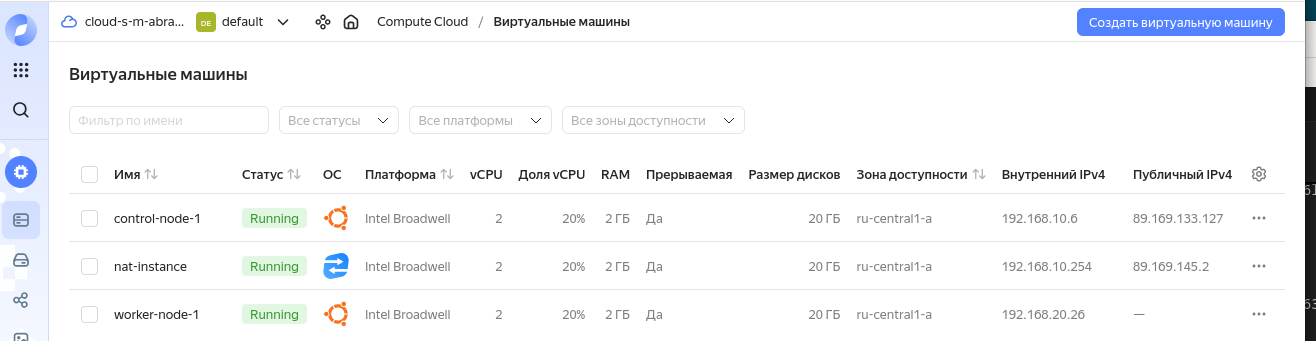 cloud-s-m-abra... DE default Compute Cloud / Виртуальные машины Создать виртуальную машину
Виртуальные машины
Фильтр по имени Все статусы Все платформы Все зоны доступности
Имя Статус ОС Платформа vCPU Доля vCPU RAM Прерываемая Размер дисков Зона доступности Внутренний IPv4 Публичный IPv4
control-node-1 Running Intel Broadwell 2 20% 2 ГБ Да 20 ГБ ru-central1-a 192.168.10.6 89.169.133.127
nat-instance Running Intel Broadwell 2 20% 2 ГБ Да 20 ГБ ru-central1-a 192.168.10.254 89.169.145.2
worker-node-1 Running Intel Broadwell 2 20% 2 ГБ Да 20 ГБ ru-central1-a 192.168.20.26 —